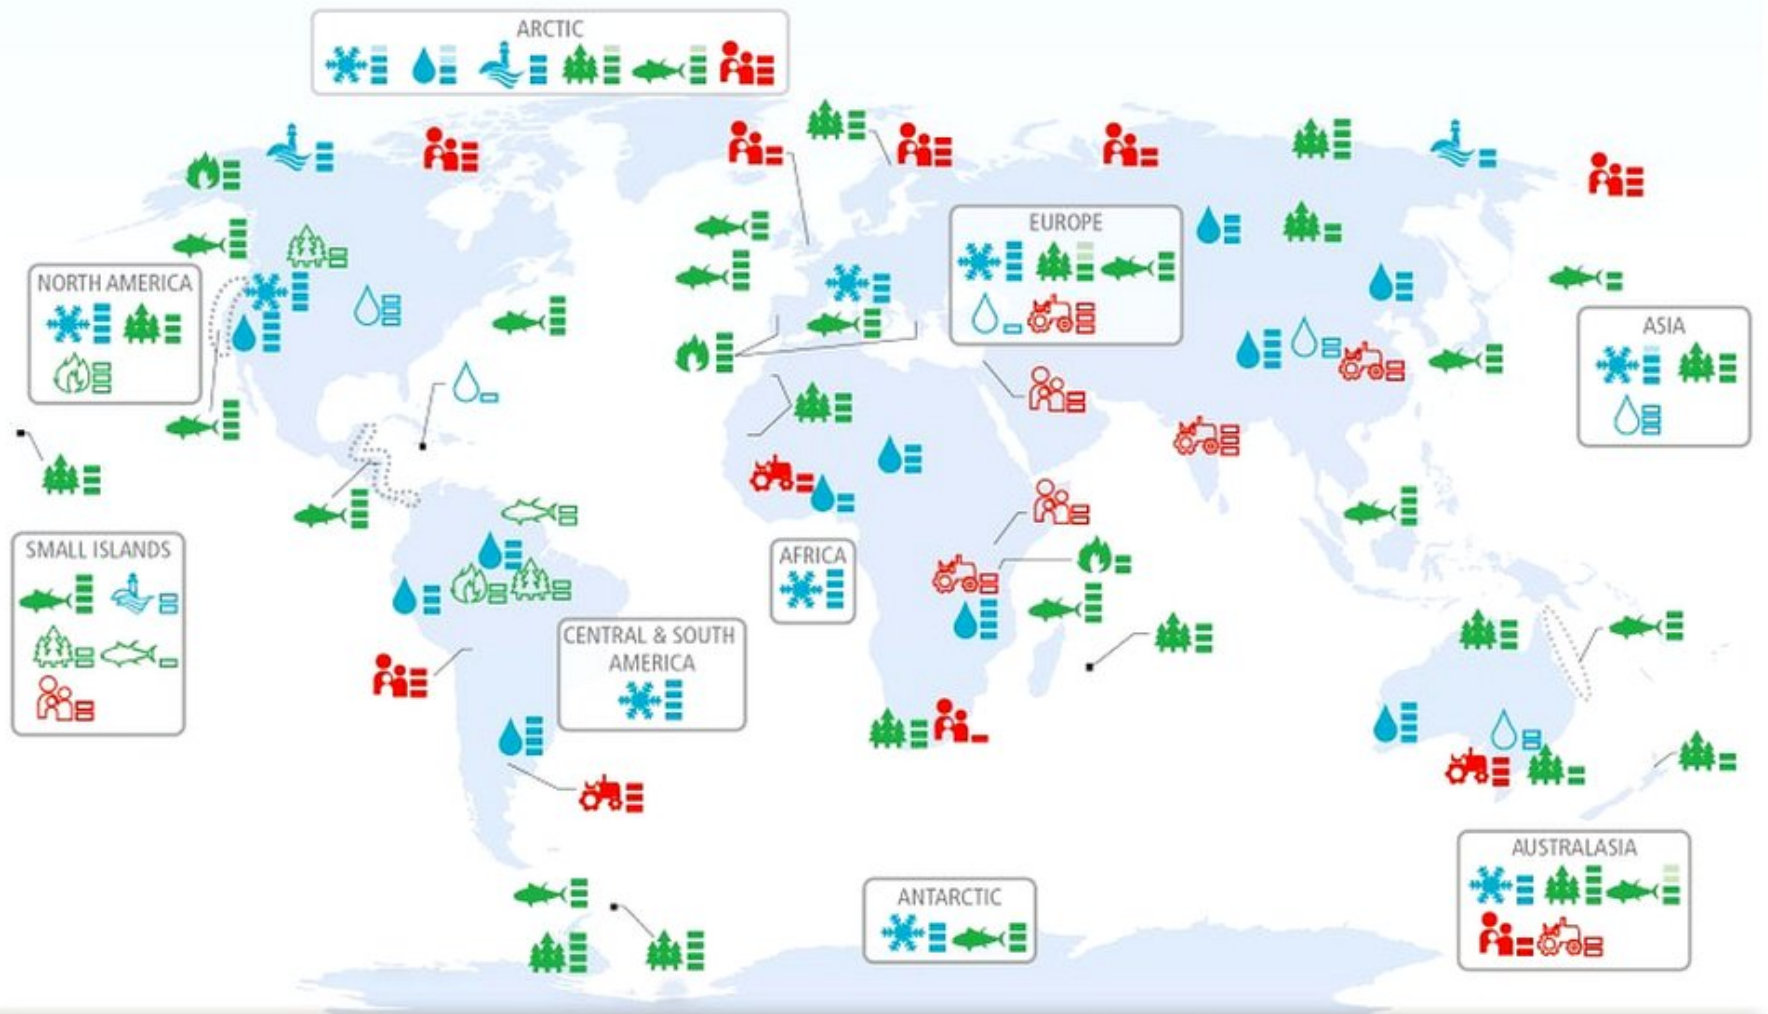 ARCTIC
EUROPE
NORTH AMERICA
ASIA
SMALL ISLANDS
AFRICA
CENTRAL & SOUTH
AMERICA
AUSTRALASIA
ANTARCTIC